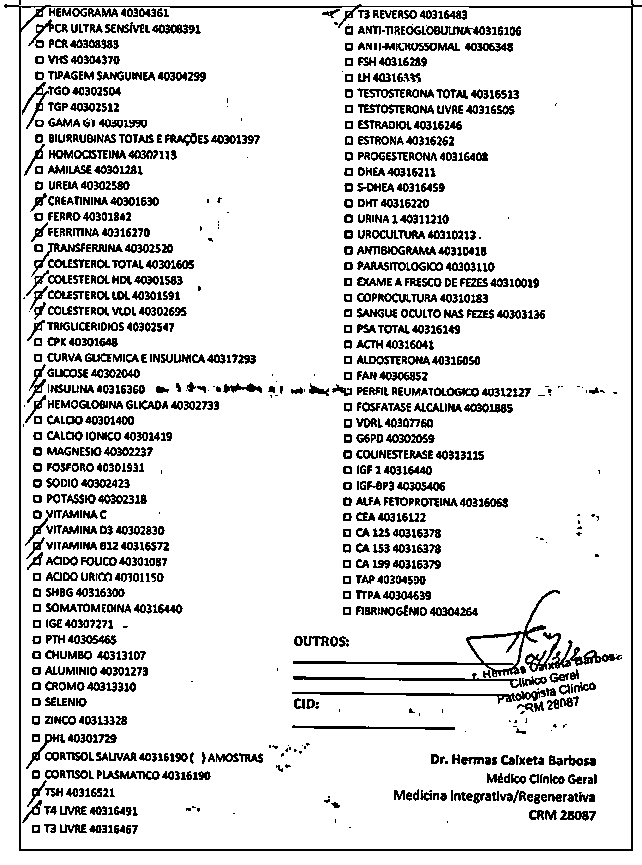 HEMOGRAMA 40304361
PCR ULTRA SENSÍVEL 40308391
PCR 40308383
VHS 40304370
TIPAGEM SANGUINEA 40304299
TGO 40302504
TGP 40302512
GAMA GT 40301990
BILIRRUBINAS TOTAIS E FRAÇÕES 40301397
HOMOCISTEINA 40302113
AMILASE 40301281
UREIA 40302580
CREATININA 40301630
FERRO 40301842
FERRITINA 40316270
TRANSFERRINA 40302520
COLESTEROL TOTAL 40301605
COLESTEROL HDL 40301583
COLESTEROL LDL 40301591
COLESTEROL VLDL 40302695
TRIGLICERIDIOS 40302547
CPK 40301648
CURVA GLICEMICA E INSULINICA 40317293
GLICOSE 40302040
INSULINA 40316360
HEMOGLOBINA GLICADA 40302733
CALCIO 40301400
CALCIO IONICO 40301419
MAGNESIO 40302237
FOSFORO 40301931
SODIO 40302423
POTASSIO 40302318
VITAMINA C
VITAMINA D3 40302830
VITAMINA B12 40316572
ACIDO FOLICO 40301087
ACIDO URICO 40301150
SHBG 40316300
SOMATOMEDINA 40316440
IGE 40307271
PTH 40305465
CHUMBO 40313107
ALUMINIO 40301273
CROMO 40313310
SELENIO
ZINCO 40313328
DHL 40301729
CORTISOL SALIVAR 40316190 ( ) AMOSTRAS
CORTISOL PLASMATICO 40316190
TSH 40316521
T4 LIVRE 40316491
T3 LIVRE 40316467
T3 REVERSO 40316483
ANTI-TIREOGLOBULINA 40316106
ANTI-MICROSSOMAL 40306348
FSH 40316289
LH 40316335
TESTOSTERONA TOTAL 40316513
TESTOSTERONA LIVRE 40316505
ESTRADIOL 40316246
ESTRONA 40316262
PROGESTERONA 40316408
DHEA 40316211
S-DHEA 40316459
DHT 40316220
URINA 1 40311210
UROCULTURA 40310213
ANTIBIOGRAMA 40310418
PARASITOLOGICO 40303110
EXAME A FRESCO DE FEZES 40310019
COPROCULTURA 40310183
SANGUE OCULTO NAS FEZES 40303136
PSA TOTAL 40316149
ACTH 40316041
ALDOSTERONA 40316050
FAN 40306852
PERFIL REUMATOLOGICO 40312127
FOSFATASE ALCALINA 40301885
VDRL 40307760
G6PD 40302059
COLINESTERASE 40313115
IGF 1 40316440
IGF-BP3 40305406
ALFA FETOPROTEINA 40316068
CEA 40316122
CA 125 40316378
CA 153 40316378
CA 199 40316379
TAP 40304590
TTPA 40304639
FIBRINOGÊNIO 40304264
OUTROS:
CID:
Hermas Caixeta Barbosa
Clínico Geral
Patologista Clínico
CRM 28087
Dr. Hermas Caixeta Barbosa
Médico Clínico Geral
Medicina Integrativa/Regenerativa
CRM 28087